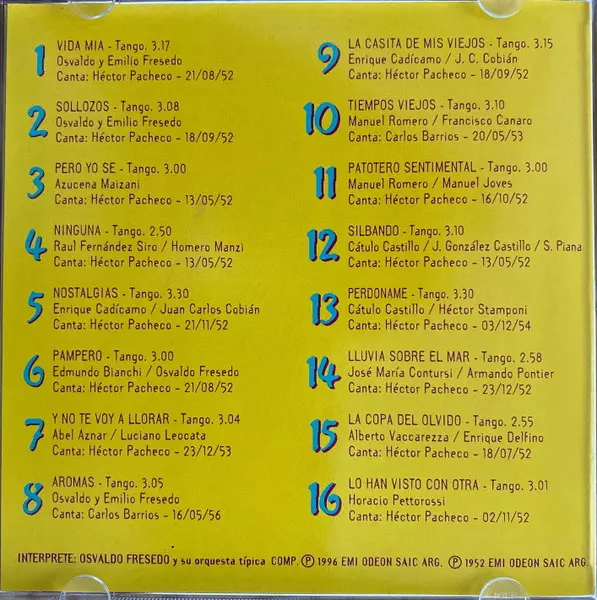 1 VIDA MIA - Tango. 3.17
Osvaldo y Emilio Fresedo
Canta: Héctor Pacheco - 21/08/52
2 SOLLOZOS - Tango. 3.08
Osvaldo y Emilio Fresedo
Canta: Héctor Pacheco - 18/09/52
3 PERO YO SE - Tango. 3.00
Azucena Maizani
Canta: Héctor Pacheco - 13/05/52
4 NINGUNA - Tango. 2.50
Raul Fernández Siro / Homero Manzi
Canta: Héctor Pacheco - 13/05/52
5 NOSTALGIAS - Tango. 3.30
Enrique Cadícamo / Juan Carlos Cobián
Canta: Héctor Pacheco - 21/11/52
6 PAMPERO - Tango. 3.00
Edmundo Bianchi / Osvaldo Fresedo
Canta: Héctor Pacheco - 21/08/52
7 Y NO TE VOY A LLORAR - Tango. 3.04
Abel Aznar / Luciano Leocata
Canta: Héctor Pacheco - 23/12/53
8 AROMAS - Tango. 3.05
Osvaldo y Emilio Fresedo
Canta: Carlos Barrios - 16/05/56
9 LA CASITA DE MIS VIEJOS - Tango. 3.15
Enrique Cadícamo / J. C. Cobián
Canta: Héctor Pacheco - 18/09/52
10 TIEMPOS VIEJOS - Tango. 3.10
Manuel Romero / Francisco Canaro
Canta: Carlos Barrios - 20/05/53
11 PATOTERO SENTIMENTAL - Tango. 3.00
Manuel Romero / Manuel Joves
Canta: Héctor Pacheco - 16/10/52
12 SILBANDO - Tango. 3.10
Cátulo Castillo / J. González Castillo / S. Piana
Canta: Héctor Pacheco - 13/05/52
13 PERDONAME - Tango. 3.30
Cátulo Castillo / Héctor Stamponi
Canta: Héctor Pacheco - 03/12/54
14 LLUVIA SOBRE EL MAR - Tango. 2.58
José María Contursi / Armando Pontier
Canta: Héctor Pacheco - 23/12/52
15 LA COPA DEL OLVIDO - Tango. 2.55
Alberto Vaccarezza / Enrique Delfino
Canta: Héctor Pacheco - 18/07/52
16 LO HAN VISTO CON OTRA - Tango. 3.01
Horacio Pettorossi
Canta: Héctor Pacheco - 02/11/52
INTERPRETE: OSVALDO FRESEDO y su orquesta típica COMP. Ⓟ 1996 EMI ODEON SAIC ARG. Ⓟ 1952 EMI ODEON SAIC ARG.